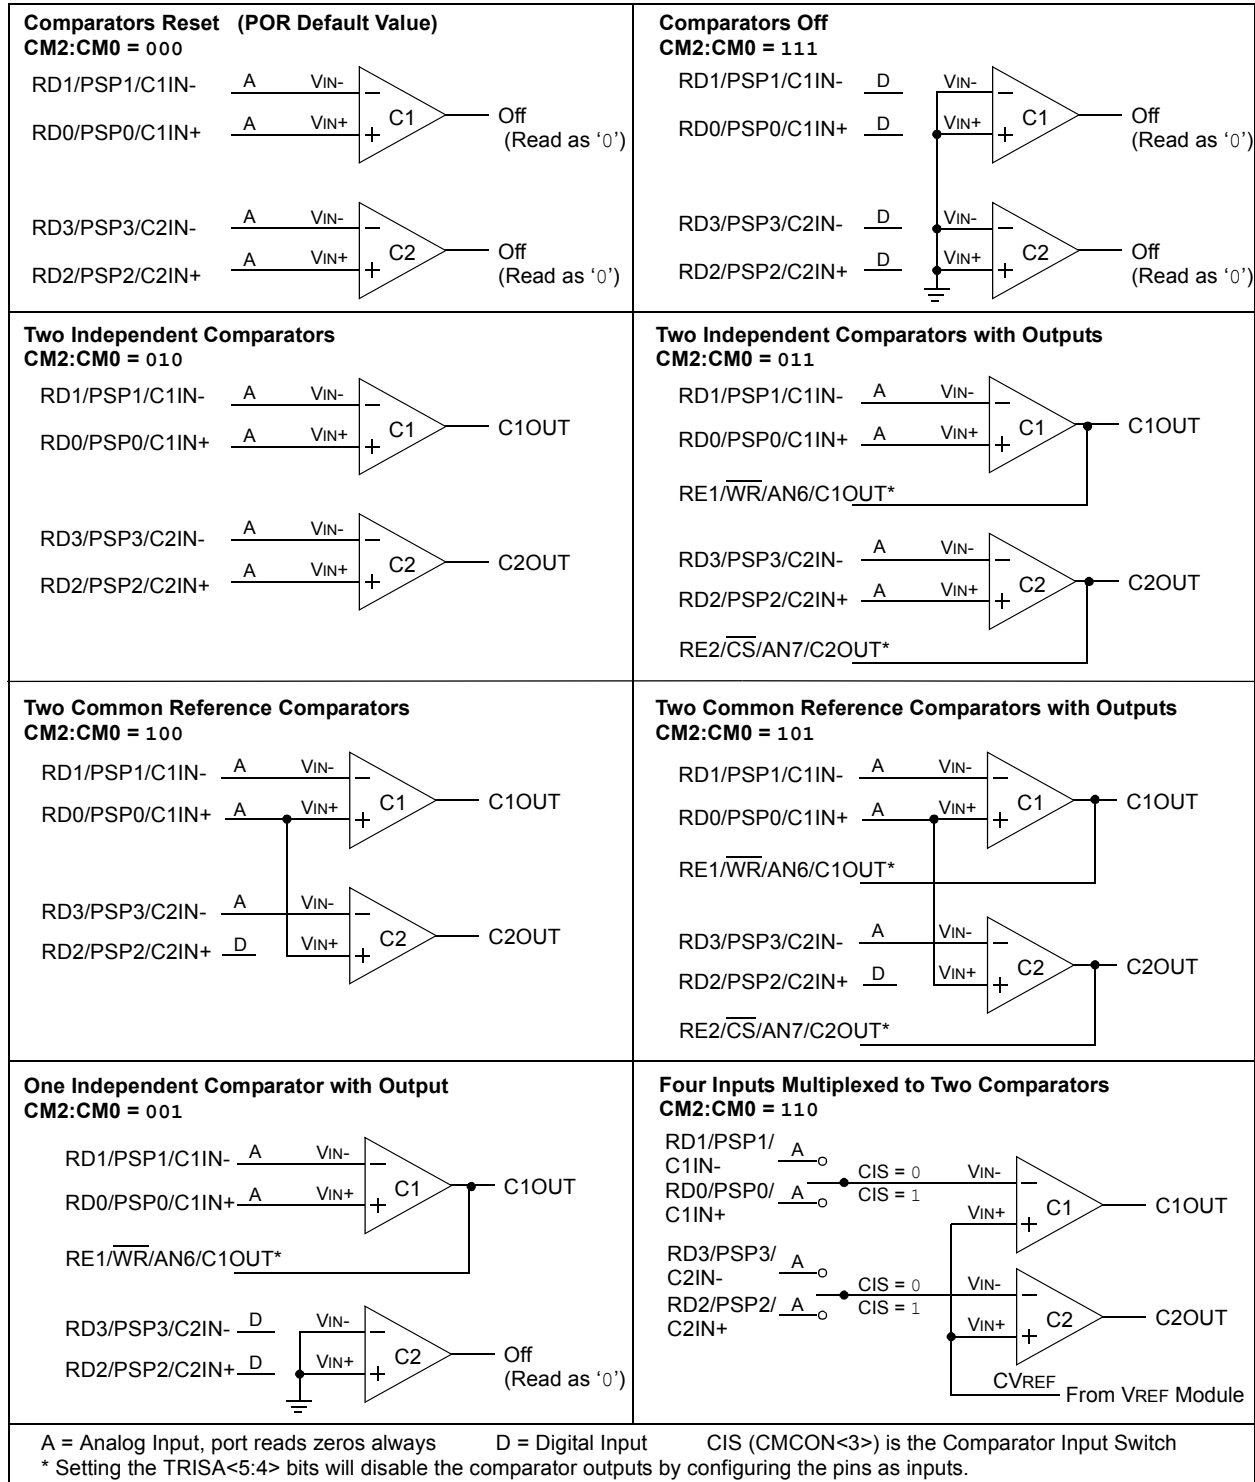 Comparators Reset (POR Default Value)
CM2:CM0 = 000
RD1/PSP1/C1IN- A VIN-
C1
Off
(Read as ‘0’)
RD0/PSP0/C1IN+ A VIN+
RD3/PSP3/C2IN- A VIN-
C2
Off
(Read as ‘0’)
RD2/PSP2/C2IN+ A VIN+
Comparators Off
CM2:CM0 = 111
RD1/PSP1/C1IN- D VIN-
C1
Off
(Read as ‘0’)
RD0/PSP0/C1IN+ D VIN+
RD3/PSP3/C2IN- D VIN-
C2
Off
(Read as ‘0’)
RD2/PSP2/C2IN+ D VIN+
Two Independent Comparators
CM2:CM0 = 010
RD1/PSP1/C1IN- A VIN-
C1 C1OUT
RD0/PSP0/C1IN+ A VIN+
RD3/PSP3/C2IN- A VIN-
C2 C2OUT
RD2/PSP2/C2IN+ A VIN+
Two Independent Comparators with Outputs
CM2:CM0 = 011
RD1/PSP1/C1IN- A VIN-
C1 C1OUT
RD0/PSP0/C1IN+ A VIN+
RE1/WR/AN6/C1OUT*
RD3/PSP3/C2IN- A VIN-
C2 C2OUT
RD2/PSP2/C2IN+ A VIN+
RE2/CS/AN7/C2OUT*
Two Common Reference Comparators
CM2:CM0 = 100
RD1/PSP1/C1IN- A VIN-
C1 C1OUT
RD0/PSP0/C1IN+ A VIN+
RD3/PSP3/C2IN- A VIN-
C2 C2OUT
RD2/PSP2/C2IN+ D VIN+
Two Common Reference Comparators with Outputs
CM2:CM0 = 101
RD1/PSP1/C1IN- A VIN-
C1 C1OUT
RD0/PSP0/C1IN+ A VIN+
RE1/WR/AN6/C1OUT*
RD3/PSP3/C2IN- A VIN-
C2 C2OUT
RD2/PSP2/C2IN+ D VIN+
RE2/CS/AN7/C2OUT*
One Independent Comparator with Output
CM2:CM0 = 001
RD1/PSP1/C1IN- A VIN-
C1 C1OUT
RD0/PSP0/C1IN+ A VIN+
RE1/WR/AN6/C1OUT*
RD3/PSP3/C2IN- D VIN-
C2
Off
(Read as ‘0’)
RD2/PSP2/C2IN+ D VIN+
Four Inputs Multiplexed to Two Comparators
CM2:CM0 = 110
RD1/PSP1/
C1IN- A
CIS = 0 VIN-
RD0/PSP0/
C1IN+ A
CIS = 1 VIN+
C1 C1OUT
RD3/PSP3/
C2IN- A
CIS = 0 VIN-
RD2/PSP2/
C2IN+ A
CIS = 1 VIN+
C2 C2OUT
CVREF
From VREF Module
A = Analog Input, port reads zeros always D = Digital Input CIS (CMCON<3>) is the Comparator Input Switch
* Setting the TRISA<5:4> bits will disable the comparator outputs by configuring the pins as inputs.